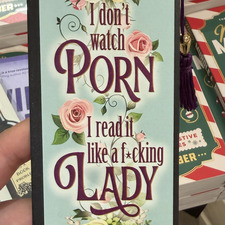 I don't
watch
PORN
I read it
like a f*cking
LADY